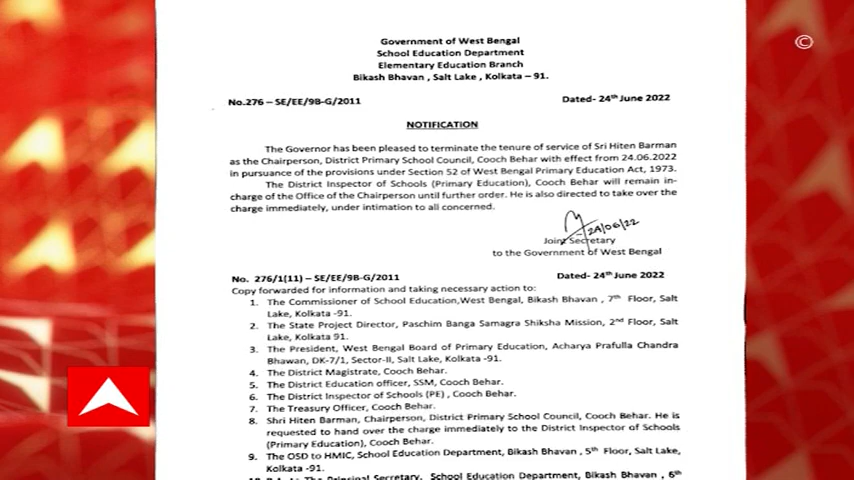 ©
Government of West Bengal
School Education Department
Elementary Education Branch
Bikash Bhavan , Salt Lake , Kolkata – 91.
No.276 – SE/EE/9B-G/2011 Dated- 24th June 2022
NOTIFICATION
The Governor has been pleased to terminate the tenure of service of Sri Hiten Barman
as the Chairperson, District Primary School Council, Cooch Behar with effect from 24.06.2022
in pursuance of the provisions under Section 52 of West Bengal Primary Education Act, 1973.
The District Inspector of Schools (Primary Education), Cooch Behar will remain in-
charge of the Office of the Chairperson until further order. He is also directed to take over the
charge immediately, under intimation to all concerned.
24/06/22
Joint Secretary
to the Government of West Bengal
No. 276/1(11) – SE/EE/9B-G/2011 Dated- 24th June 2022
Copy forwarded for information and taking necessary action to:
1. The Commissioner of School Education,West Bengal, Bikash Bhavan , 7th Floor, Salt
Lake, Kolkata -91.
2. The State Project Director, Paschim Banga Samagra Shiksha Mission, 2nd Floor, Salt
Lake, Kolkata 91.
3. The President, West Bengal Board of Primary Education, Acharya Prafulla Chandra
Bhawan, DK-7/1, Sector-II, Salt Lake, Kolkata -91.
4. The District Magistrate, Cooch Behar.
5. The District Education officer, SSM, Cooch Behar.
6. The District Inspector of Schools (PE) , Cooch Behar.
7. The Treasury Officer, Cooch Behar.
8. Shri Hiten Barman, Chairperson, District Primary School Council, Cooch Behar. He is
requested to hand over the charge immediately to the District Inspector of Schools
(Primary Education), Cooch Behar.
9. The OSD to HMIC, School Education Department, Bikash Bhavan , 5th Floor, Salt Lake,
Kolkata -91.
The Principal Secretary, School Education Department, Bikash Bhavan , 6th